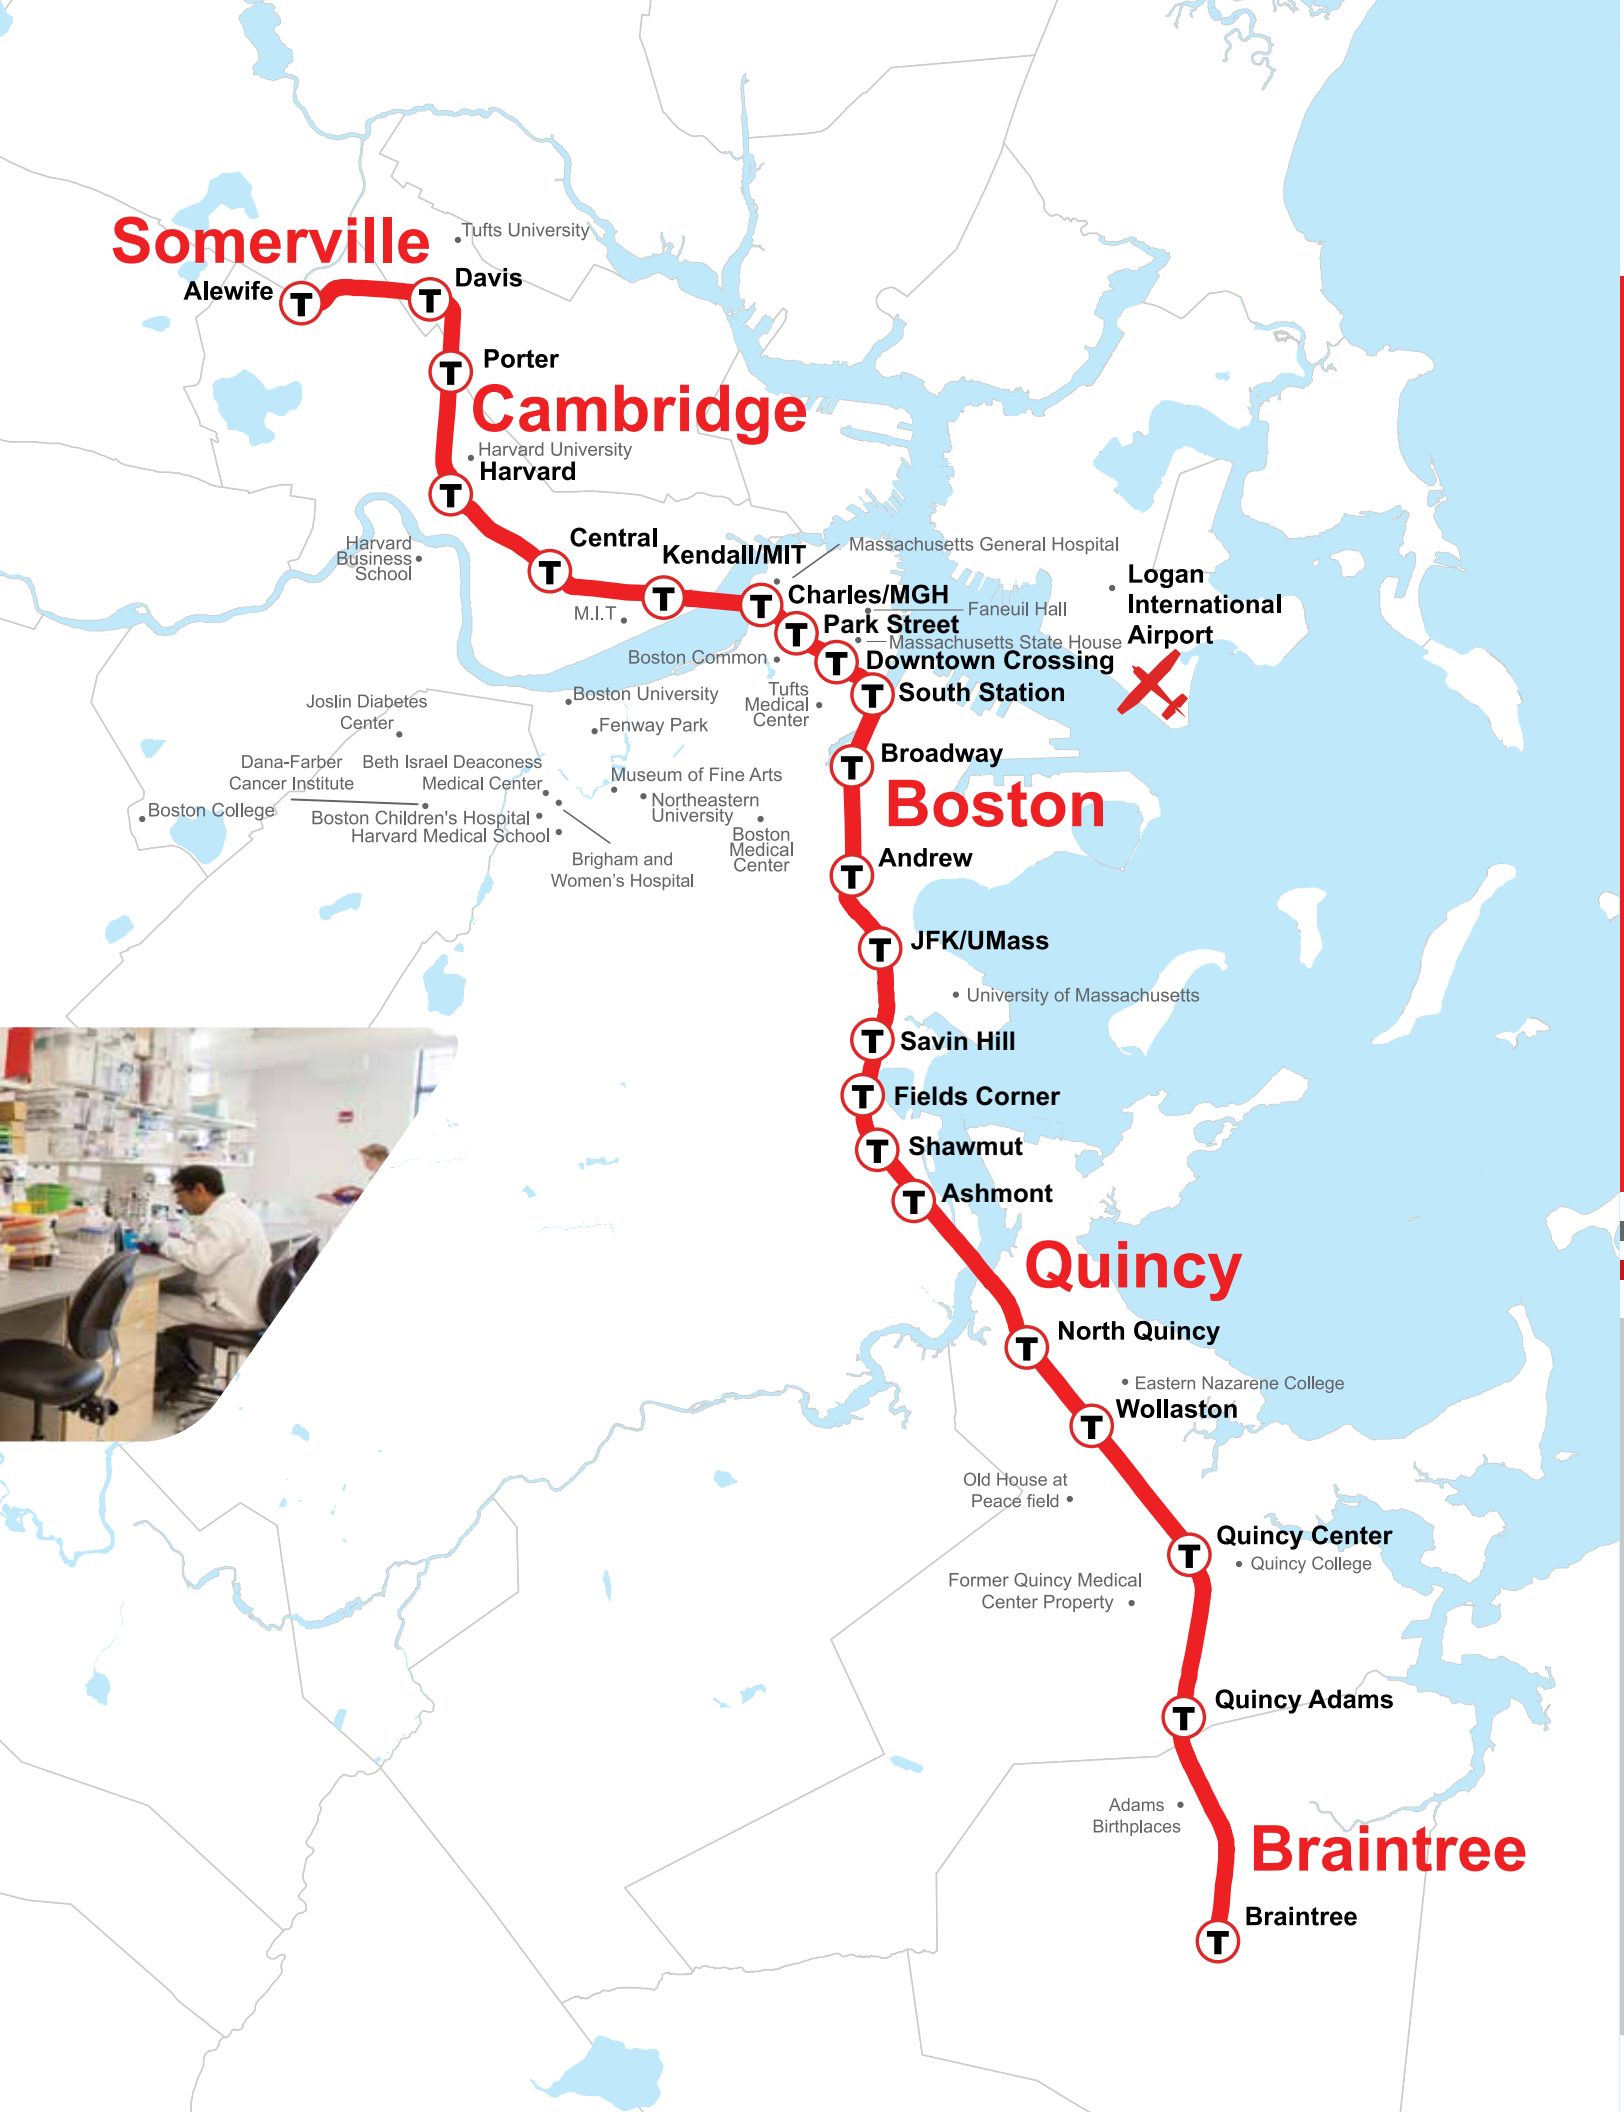 Somerville
Tufts University
Davis
Alewife
T
T
Porter
T
Cambridge
Harvard University
Harvard
T
Central
Kendall/MIT
Harvard
Business
School
Massachusetts General Hospital
T
T
T
Charles/MGH
Logan
International
Airport
M.I.T
Faneuil Hall
T
Park Street
Massachusetts State House
Boston Common
T
Downtown Crossing
T
South Station
Tufts
Medical
Center
Boston University
Fenway Park
Joslin Diabetes
Center
Dana-Farber
Cancer Institute
Beth Israel Deaconess
Medical Center
Museum of Fine Arts
Northeastern
University
Boston College
Boston Children's Hospital
Harvard Medical School
Boston
Medical
Center
Brigham and
Women's Hospital
T
Broadway
Boston
T
Andrew
T
JFK/UMass
University of Massachusetts
T
Savin Hill
T
Fields Corner
T
Shawmut
T
Ashmont
Quincy
T
North Quincy
Eastern Nazarene College
T
Wollaston
Old House at
Peace field
T
Quincy Center
Quincy College
Former Quincy Medical
Center Property
T
Quincy Adams
Adams
Birthplaces
Braintree
T
Braintree